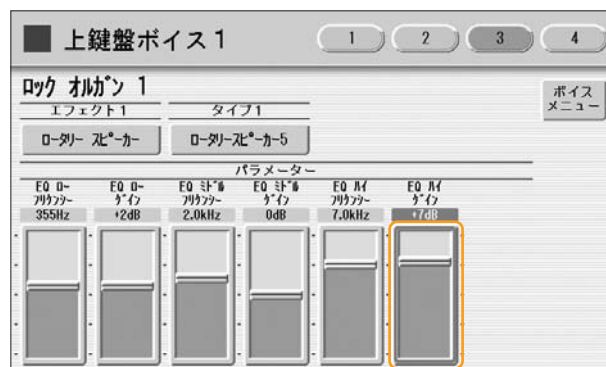 上鍵盤ボイス1
1 2 3 4
ロック オルガン 1
ボイス
メニュー
エフェクト1 タイプ1
ロータリー スピーカー ロータリースピーカー5
パラメーター
EQ ロー EQ ロー EQ ミドル EQ ミドル EQ ハイ EQ ハイ
フリケンシー ゲイン フリケンシー ゲイン フリケンシー ゲイン
355Hz +2dB 2.0kHz 0dB 7.0kHz +7dB